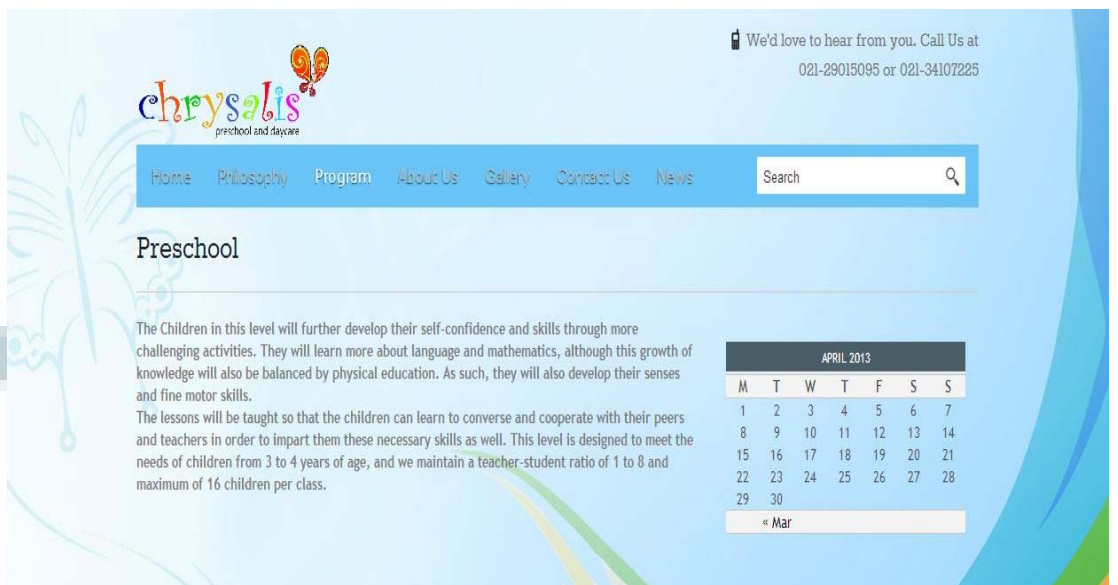 We'd love to hear from you. Call Us at
021-29015095 or 021-34107225
chrysalis
preschool and daycare
Home Philosophy Program About Us Gallery Contact Us News
Search
Preschool
The Children in this level will further develop their self-confidence and skills through more
challenging activities. They will learn more about language and mathematics, although this growth of
knowledge will also be balanced by physical education. As such, they will also develop their senses
and fine motor skills.
The lessons will be taught so that the children can learn to converse and cooperate with their peers
and teachers in order to impart them these necessary skills as well. This level is designed to meet the
needs of children from 3 to 4 years of age, and we maintain a teacher-student ratio of 1 to 8 and
maximum of 16 children per class.
APRIL 2013
M T W T F S S
1 2 3 4 5 6 7
8 9 10 11 12 13 14
15 16 17 18 19 20 21
22 23 24 25 26 27 28
29 30
« Mar